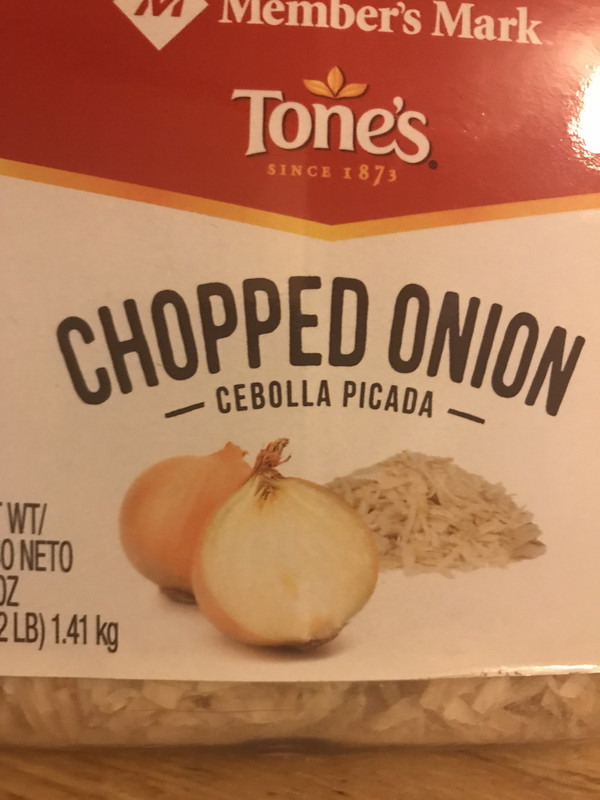 Member's Mark
Tone's
SINCE 1873
CHOPPED ONION
CEBOLLA PICADA
WT/
O NETO
OZ
2 LB) 1.41 kg